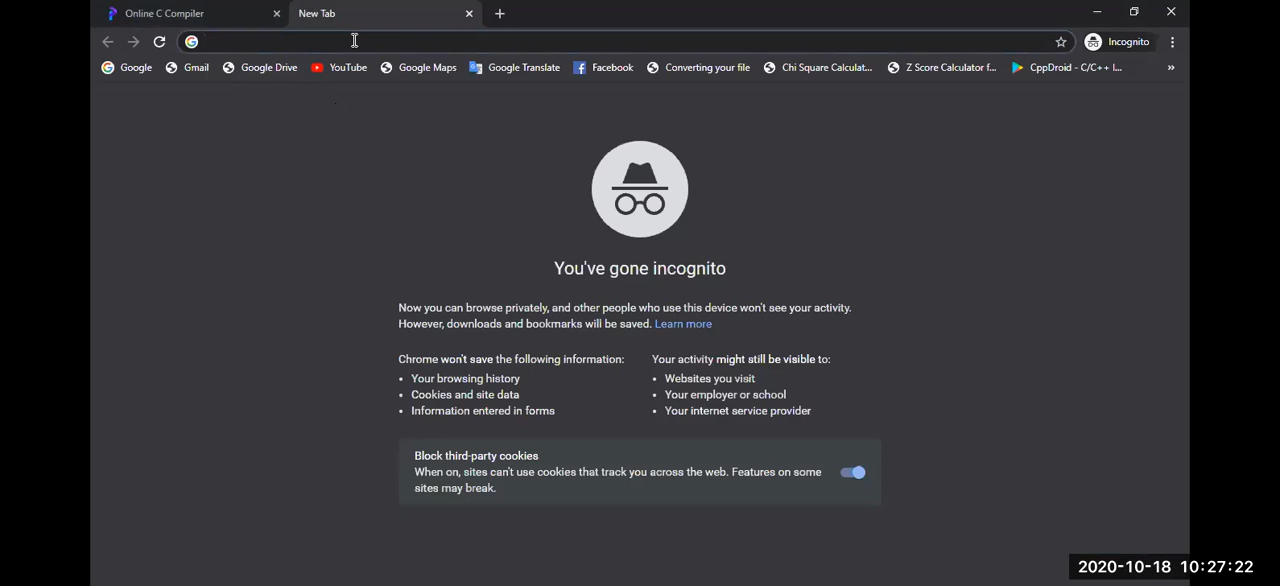 Online C Compiler
New Tab
Incognito
Google
Gmail
Google Drive
YouTube
Google Maps
Google Translate
Facebook
Converting your file
Chi Square Calculat...
Z Score Calculator f...
CppDroid - C/C++ I...
You've gone incognito
Now you can browse privately, and other people who use this device won't see your activity.
However, downloads and bookmarks will be saved. Learn more
Chrome won't save the following information:
• Your browsing history
• Cookies and site data
• Information entered in forms
Your activity might still be visible to:
• Websites you visit
• Your employer or school
• Your internet service provider
Block third-party cookies
When on, sites can't use cookies that track you across the web. Features on some
sites may break.
2020-10-18 10:27:22